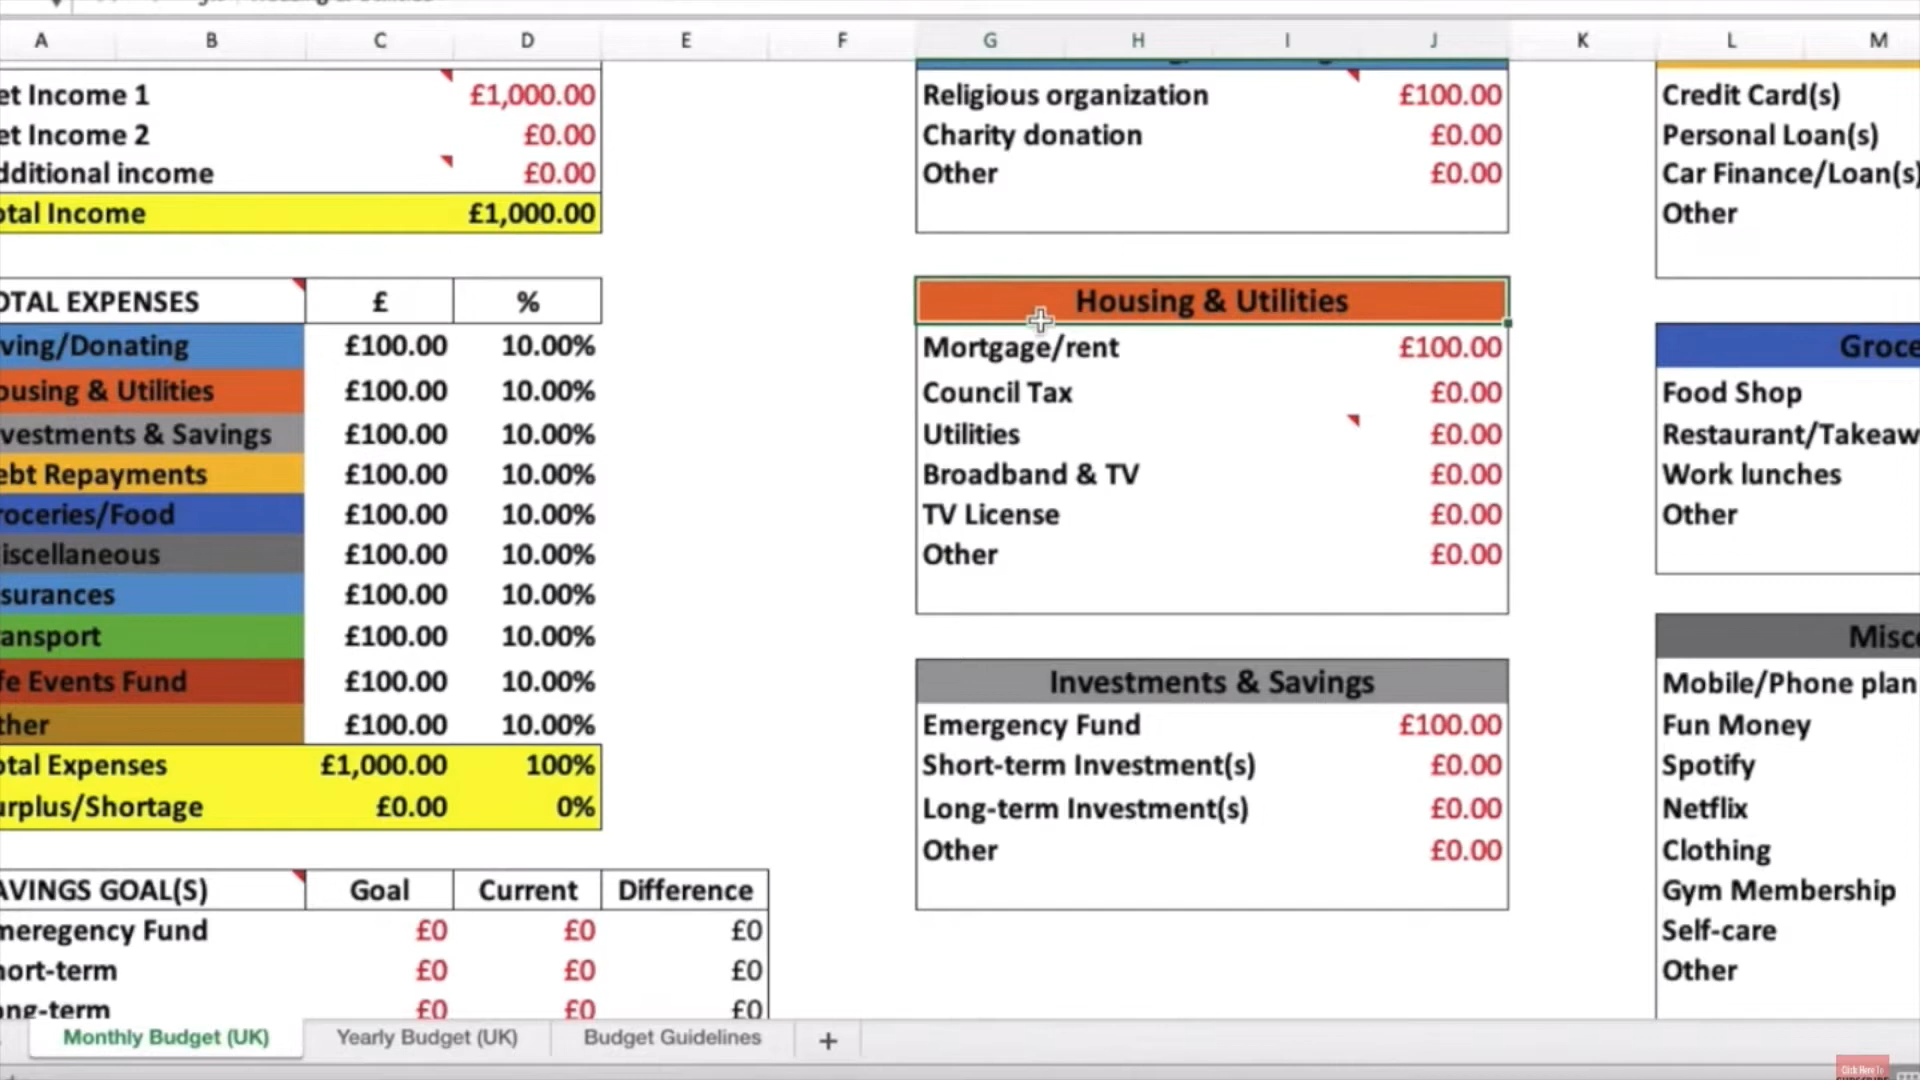 A B C D E F G H I J K L M
et Income 1 £1,000.00
et Income 2 £0.00
dditional income £0.00
otal Income £1,000.00
OTAL EXPENSES £ %
ving/Donating £100.00 10.00%
ousing & Utilities £100.00 10.00%
vestments & Savings £100.00 10.00%
ebt Repayments £100.00 10.00%
roceries/Food £100.00 10.00%
iscellaneous £100.00 10.00%
surances £100.00 10.00%
ansport £100.00 10.00%
fe Events Fund £100.00 10.00%
ther £100.00 10.00%
otal Expenses £1,000.00 100%
urplus/Shortage £0.00 0%
AVINGS GOAL(S) Goal Current Difference
meregency Fund £0 £0 £0
hort-term £0 £0 £0
ong-term £0 £0 £0
Religious organization £100.00
Charity donation £0.00
Other £0.00
Housing & Utilities
Mortgage/rent £100.00
Council Tax £0.00
Utilities £0.00
Broadband & TV £0.00
TV License £0.00
Other £0.00
Investments & Savings
Emergency Fund £100.00
Short-term Investment(s) £0.00
Long-term Investment(s) £0.00
Other £0.00
Credit Card(s)
Personal Loan(s)
Car Finance/Loan(s)
Other
Groce
Food Shop
Restaurant/Takeaw
Work lunches
Other
Misc
Mobile/Phone plan
Fun Money
Spotify
Netflix
Clothing
Gym Membership
Self-care
Other
Monthly Budget (UK) Yearly Budget (UK) Budget Guidelines +
Click Here To